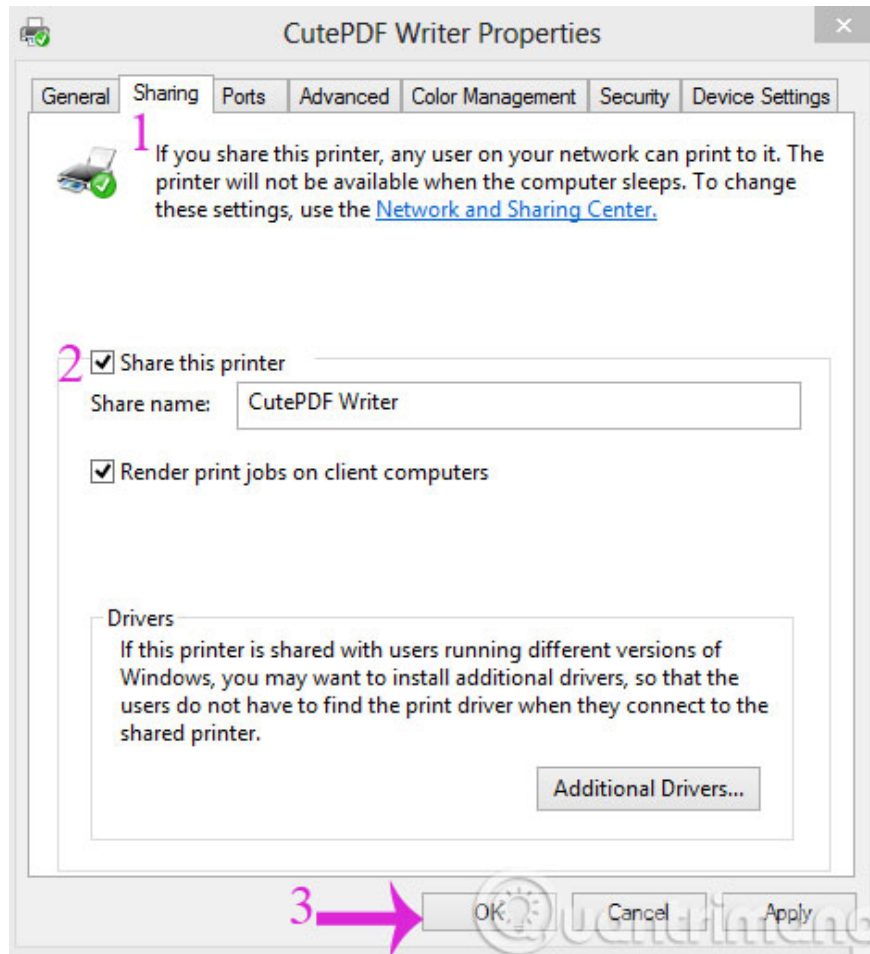 CutePDF Writer Properties
General Sharing Ports Advanced Color Management Security Device Settings
1
If you share this printer, any user on your network can print to it. The
printer will not be available when the computer sleeps. To change
these settings, use the Network and Sharing Center.
2 Share this printer
Share name: CutePDF Writer
Render print jobs on client computers
Drivers
If this printer is shared with users running different versions of
Windows, you may want to install additional drivers, so that the
users do not have to find the print driver when they connect to the
shared printer.
Additional Drivers...
3 OK Cancel Apply
Quantrimang